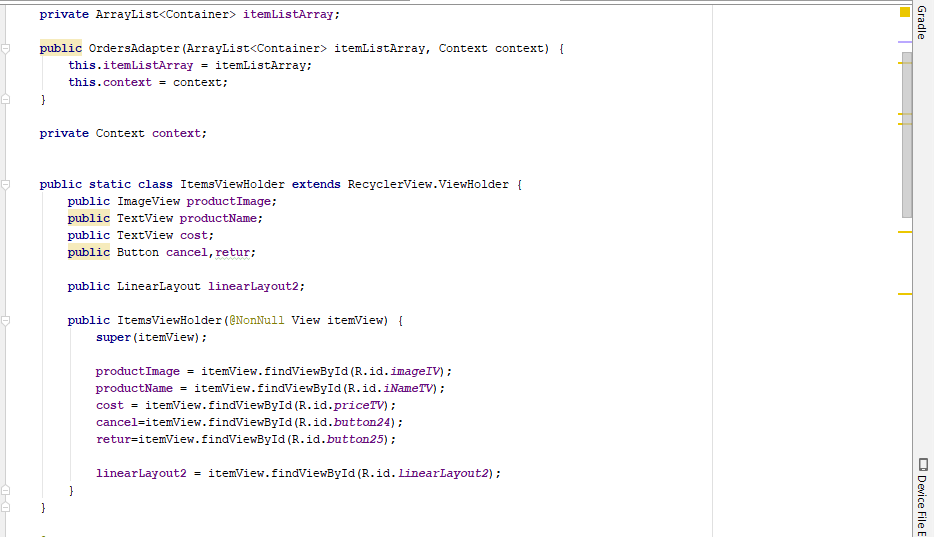 private ArrayList<Container> itemListArray;
public OrdersAdapter(ArrayList<Container> itemListArray, Context context) {
this.itemListArray = itemListArray;
this.context = context;
}
private Context context;
public static class ItemsViewHolder extends RecyclerView.ViewHolder {
public ImageView productImage;
public TextView productName;
public TextView cost;
public Button cancel,retur;
public LinearLayout linearLayout2;
public ItemsViewHolder(@NonNull View itemView) {
super(itemView);
productImage = itemView.findViewById(R.id.imageIV);
productName = itemView.findViewById(R.id.iNameTV);
cost = itemView.findViewById(R.id.priceTV);
cancel=itemView.findViewById(R.id.button24);
retur=itemView.findViewById(R.id.button25);
linearLayout2 = itemView.findViewById(R.id.linearLayout2);
}
}
Gradle
Device File E